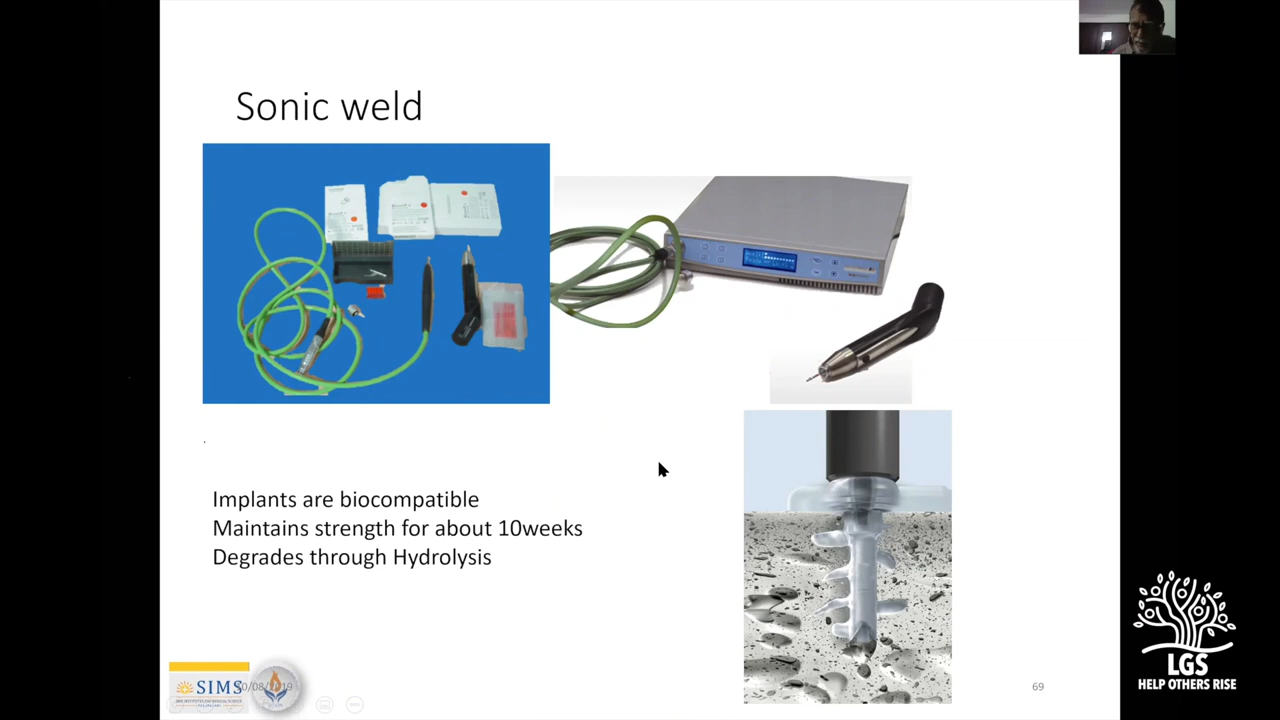 Sonic weld
Implants are biocompatible
Maintains strength for about 10weeks
Degrades through Hydrolysis
SIMS
69
LGS
HELP OTHERS RISE